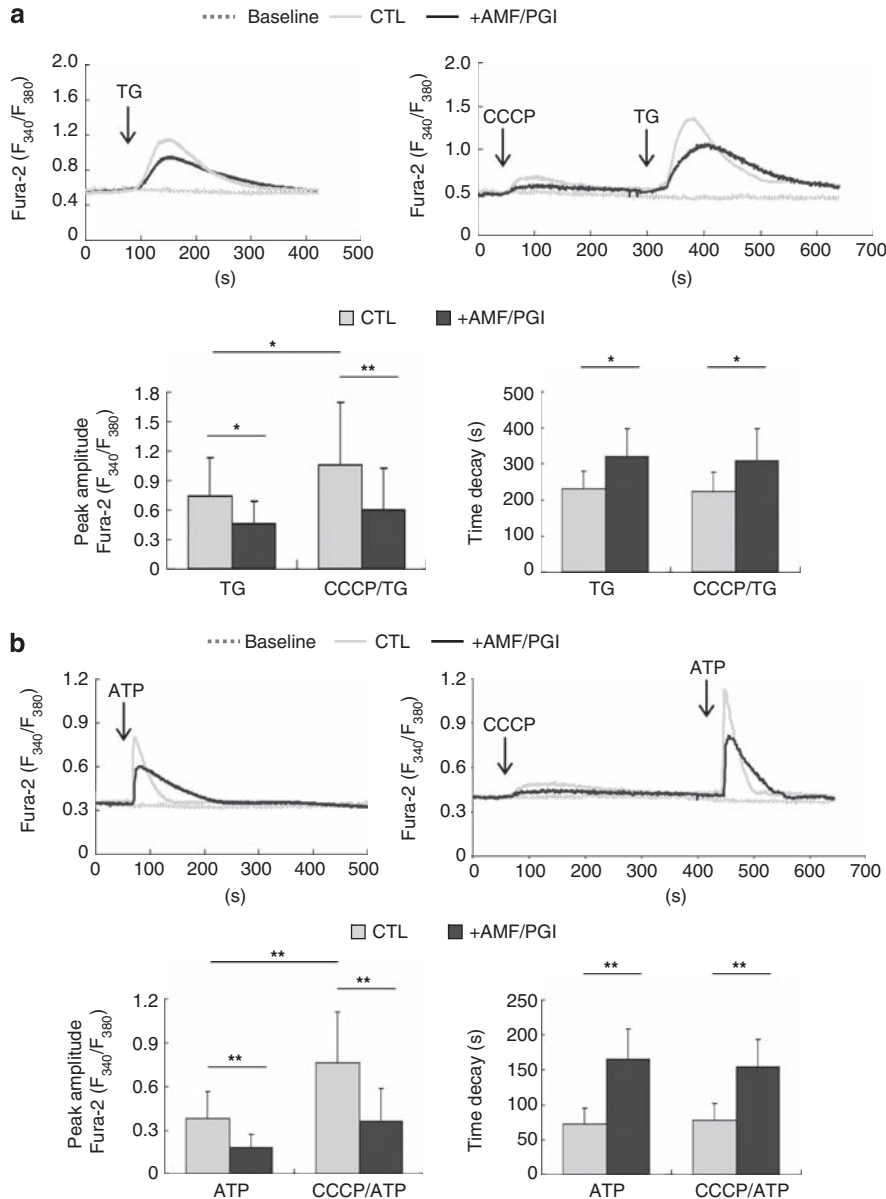 a
Baseline CTL +AMF/PGI
Fura-2 (F340/F380)
2.0
1.6
1.2
0.8
0.4
0
TG
0 100 200 300 400 500
(s)
Fura-2 (F340/F380)
2.0
1.5
1.0
0.5
0
CCCP
TG
0 100 200 300 400 500 600 700
(s)
CTL +AMF/PGI
Peak amplitude
Fura-2 (F340/F380)
1.8
1.5
1.2
0.9
0.6
0.3
0
*
*
**
TG CCCP/TG
Time decay (s)
500
400
300
200
100
0
* *
TG CCCP/TG
b
Baseline CTL +AMF/PGI
Fura-2 (F340/F380)
1.2
0.9
0.6
0.3
0
ATP
0 100 200 300 400 500
(s)
Fura-2 (F340/F380)
1.2
0.9
0.6
0.3
0
CCCP
ATP
0 100 200 300 400 500 600 700
(s)
CTL +AMF/PGI
Peak amplitude
Fura-2 (F340/F380)
1.2
0.9
0.6
0.3
0
**
**
**
ATP CCCP/ATP
Time decay (s)
250
200
150
100
50
0
** **
ATP CCCP/ATP